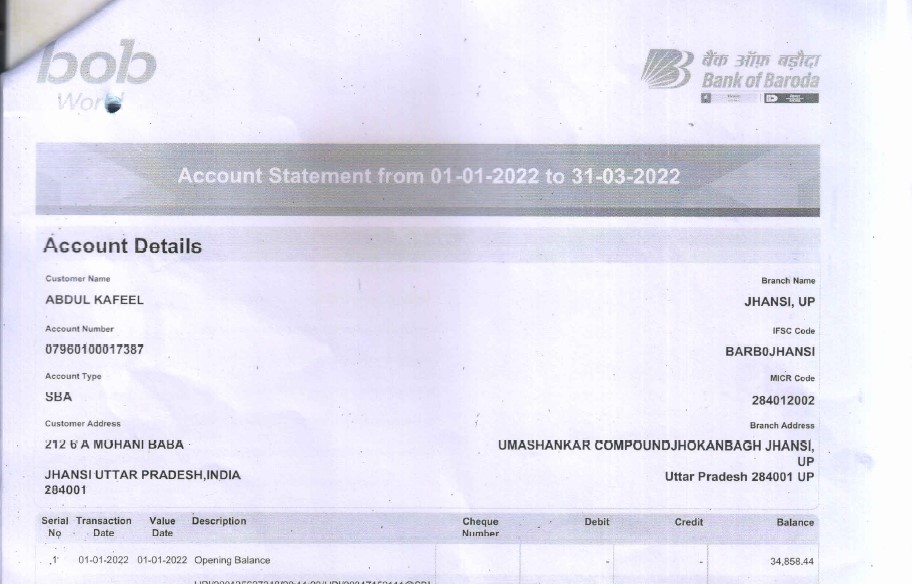 bob
World
बैंक ऑफ़ बड़ौदा
Bank of Baroda
Account Statement from 01-01-2022 to 31-03-2022
Account Details
Customer Name
ABDUL KAFEEL
Account Number
07960100017387
Account Type
SBA
Customer Address
212 6 A MOHANI BABA
JHANSI UTTAR PRADESH,INDIA
284001
Branch Name
JHANSI, UP
IFSC Code
BARB0JHANSI
MICR Code
284012002
Branch Address
UMASHANKAR COMPOUNDJHOKANBAGH JHANSI,
UP
Uttar Pradesh 284001 UP
Serial No Transaction Date Value Date Description Cheque Number Debit Credit Balance
1 01-01-2022 01-01-2022 Opening Balance - - 34,858.44